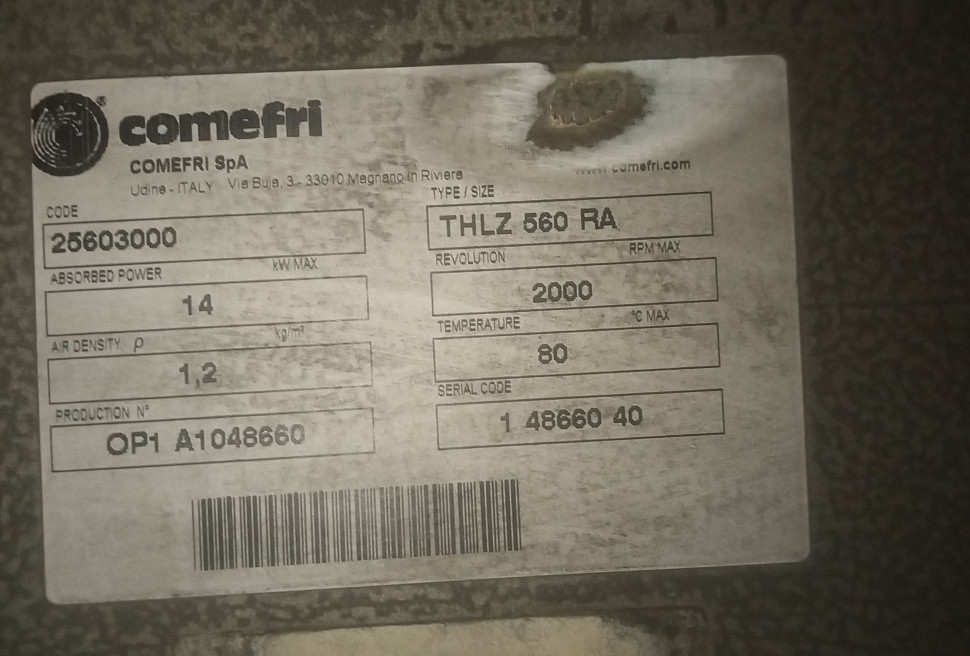 comefri
COMEFRI SpA
Udine - ITALY Via Buja, 3 - 33010 Magnano in Riviera
www.comefri.com
CODE
25603000
TYPE / SIZE
THLZ 560 RA
ABSORBED POWER kW MAX
14
REVOLUTION RPM MAX
2000
AIR DENSITY ρ kg/m³
1,2
TEMPERATURE °C MAX
80
PRODUCTION N°
OP1 A1048660
SERIAL CODE
1 48660 40